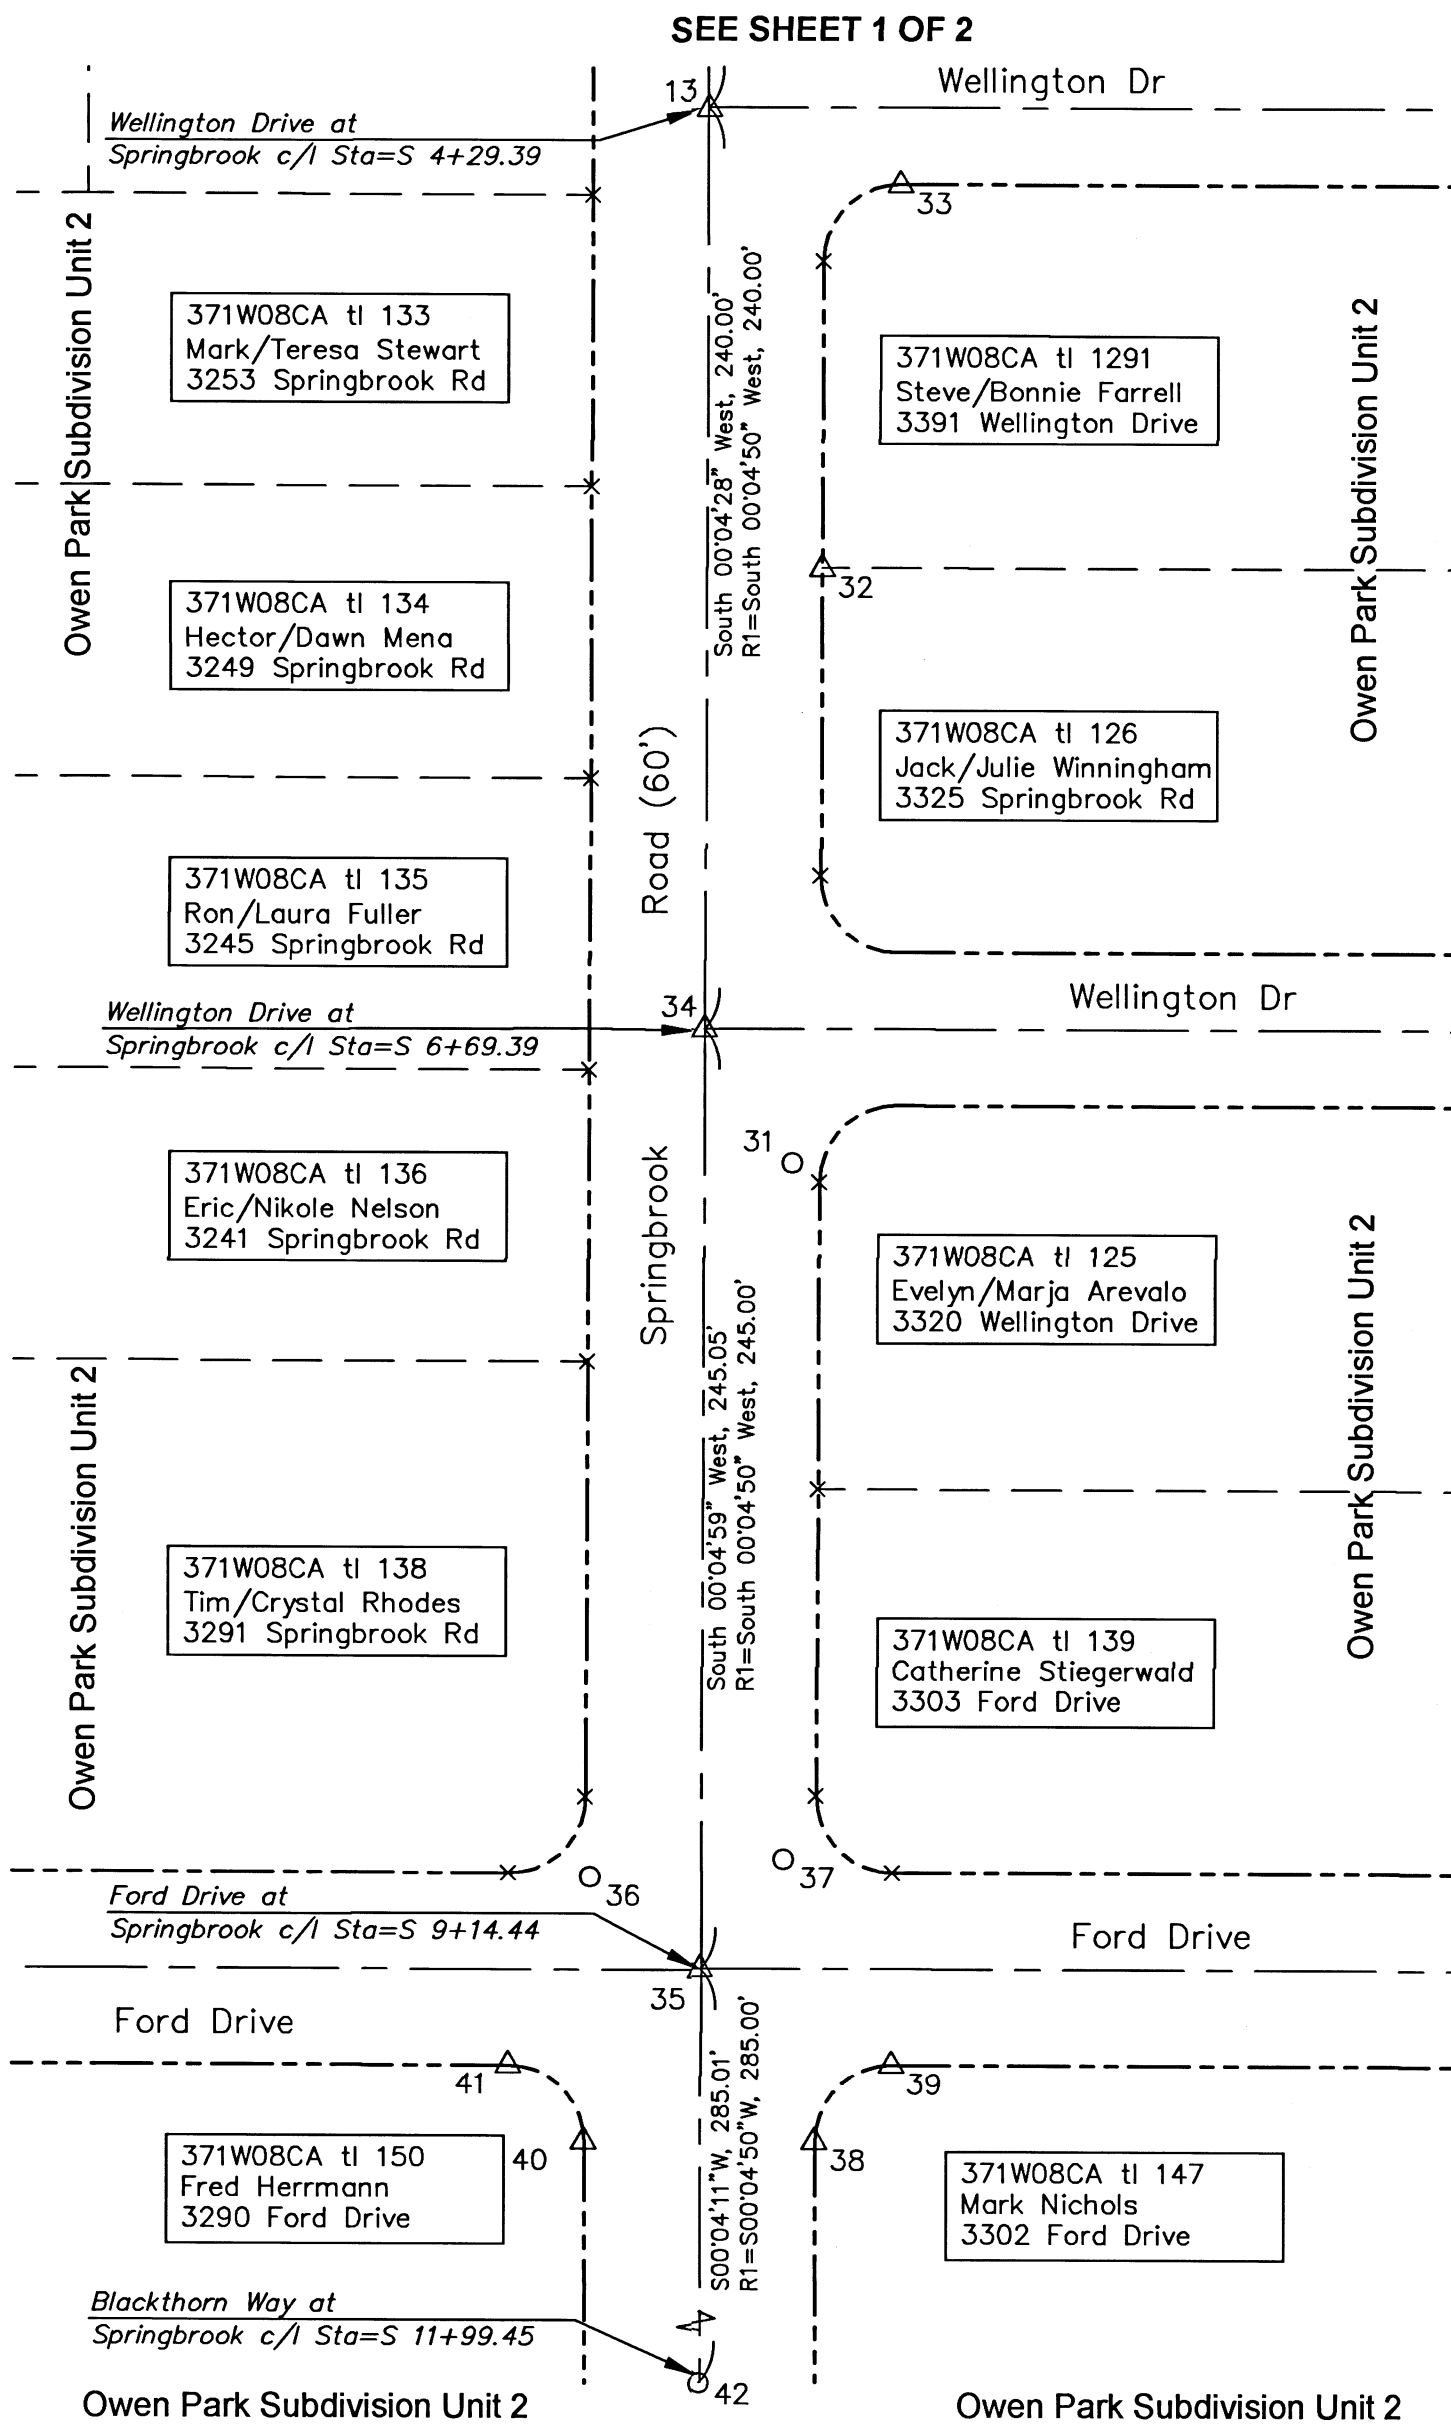 SEE SHEET 1 OF 2
Wellington Dr
13
Wellington Drive at
Springbrook c/l Sta=S 4+29.39
33
Owen Park Subdivision Unit 2
371W08CA tl 133
Mark/Teresa Stewart
3253 Springbrook Rd
South 00°04'28" West, 240.00'
R1=South 00°04'50" West, 240.00'
371W08CA tl 1291
Steve/Bonnie Farrell
3391 Wellington Drive
Owen Park Subdivision Unit 2
32
371W08CA tl 134
Hector/Dawn Mena
3249 Springbrook Rd
371W08CA tl 126
Jack/Julie Winningham
3325 Springbrook Rd
Road (60')
371W08CA tl 135
Ron/Laura Fuller
3245 Springbrook Rd
Wellington Drive at
Springbrook c/l Sta=S 6+69.39
34
Wellington Dr
31
371W08CA tl 136
Eric/Nikole Nelson
3241 Springbrook Rd
Springbrook
371W08CA tl 125
Evelyn/Marja Arevalo
3320 Wellington Drive
Owen Park Subdivision Unit 2
South 00°04'59" West, 245.05'
R1=South 00°04'50" West, 245.00'
Owen Park Subdivision Unit 2
371W08CA tl 138
Tim/Crystal Rhodes
3291 Springbrook Rd
371W08CA tl 139
Catherine Stiegerwald
3303 Ford Drive
36
37
Ford Drive at
Springbrook c/l Sta=S 9+14.44
Ford Drive
35
Ford Drive
41
39
S00°04'11"W, 285.01'
R1=S00°04'50"W, 285.00'
371W08CA tl 150
Fred Herrmann
3290 Ford Drive
40
38
371W08CA tl 147
Mark Nichols
3302 Ford Drive
Blackthorn Way at
Springbrook c/l Sta=S 11+99.45
42
Owen Park Subdivision Unit 2
Owen Park Subdivision Unit 2